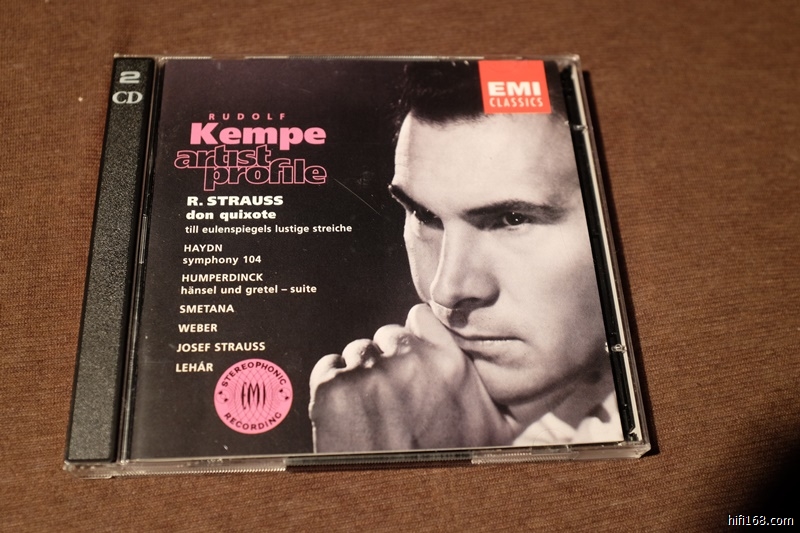 2
CD
EMI
CLASSICS
RUDOLF
Kempe
artist
profile
R. STRAUSS
don quixote
till eulenspiegels lustige streiche
HAYDN
symphony 104
HUMPERDINCK
hänsel und gretel – suite
SMETANA
WEBER
JOSEF STRAUSS
LEHÁR
STEREOPHONIC
EMI
RECORDING
hifi168.com